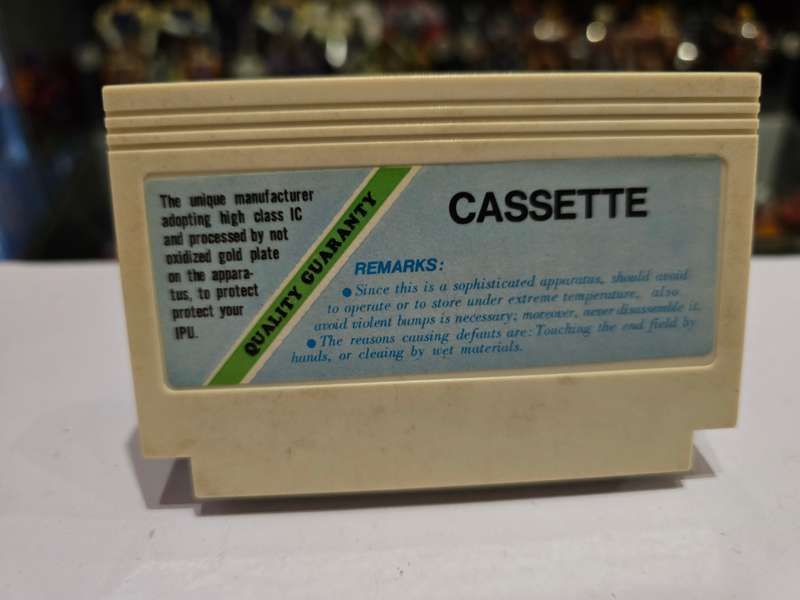 The unique manufacturer
adopting high class IC
and processed by not
oxidized gold plate
on the appara-
tus, to protect
protect your
IPU.
QUALITY GUARANTY
CASSETTE
REMARKS:
● Since this is a sophisticated apparatus, should avoid
to operate or to store under extreme temperature, also
avoid violent bumps is necessary; moreover, never disassemble it.
● The reasons causing defants are: Touching the end field by
hands, or cleaing by wet materials.